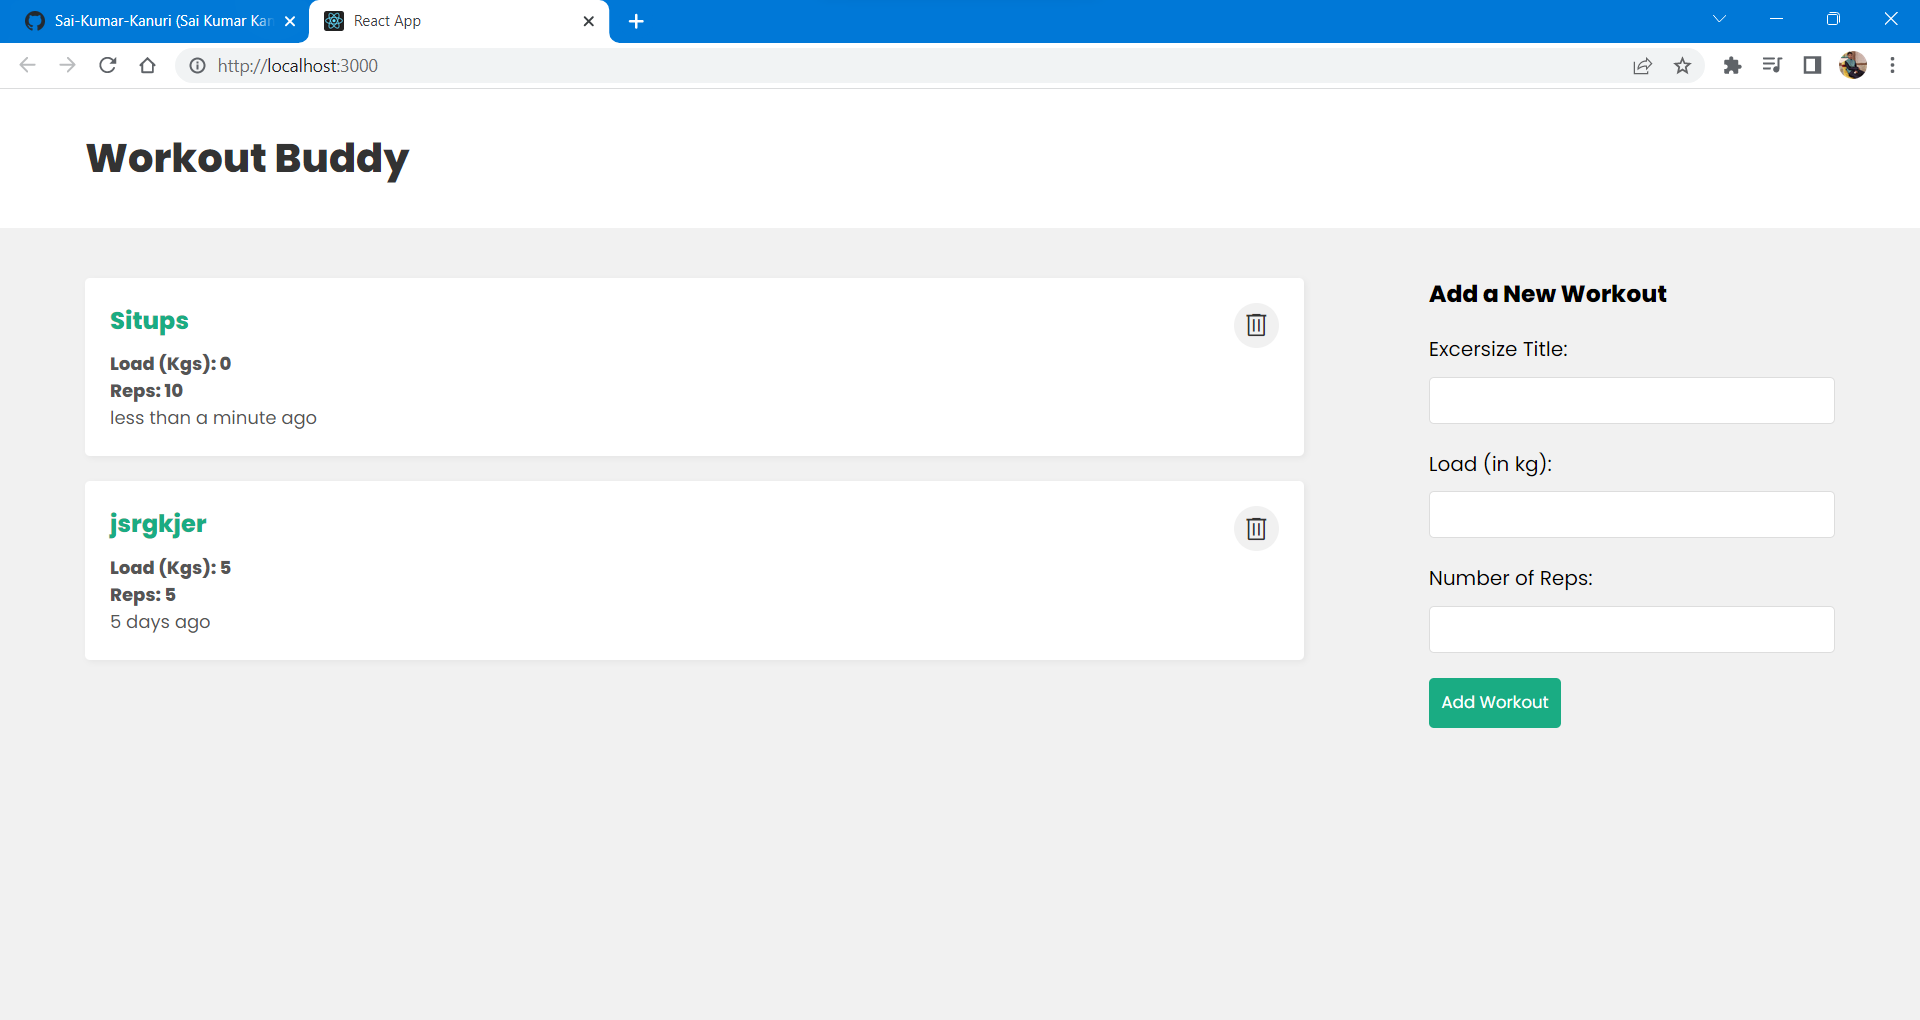 Sai-Kumar-Kanuri (Sai Kumar Kan
React App
http://localhost:3000
Workout Buddy
Situps
Load (Kgs): 0
Reps: 10
less than a minute ago
jsrgkjer
Load (Kgs): 5
Reps: 5
5 days ago
Add a New Workout
Excersize Title:
Load (in kg):
Number of Reps:
Add Workout